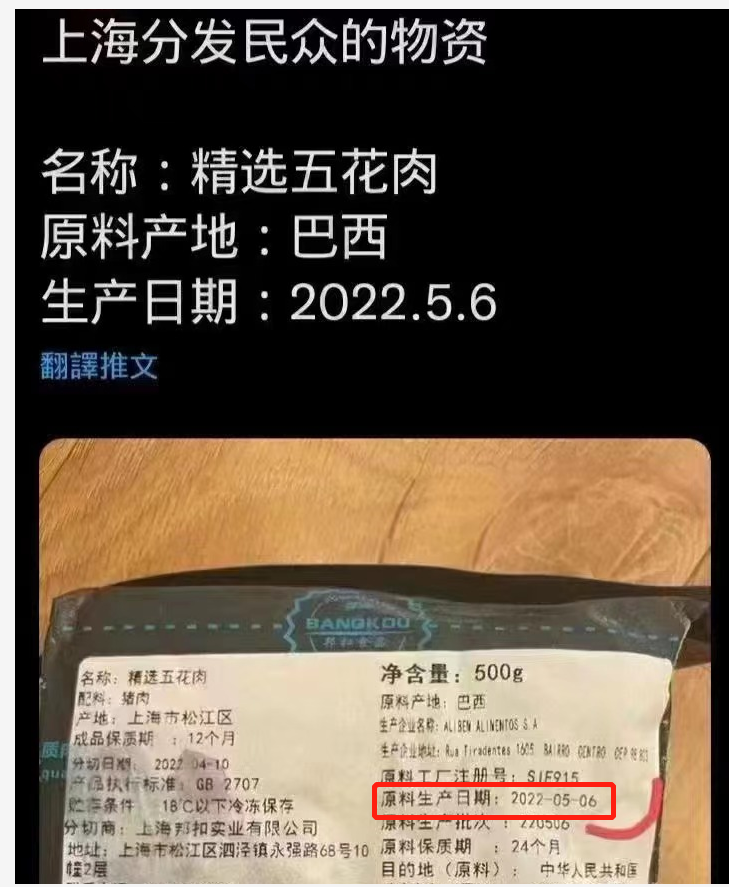 上海分发民众的物资
名称：精选五花肉
原料产地：巴西
生产日期：2022.5.6
翻譯推文
BANGKOU
名称：精选五花肉
配料：猪肉
产地：上海市松江区
成品保质期 ：12个月
分切日期：2022-04-10
产品执行标准：GB 2707
贮存条件 18℃以下冷冻保存
分切商：上海邦扣实业有限公司
地址：上海市松江区泗泾镇永强路68号10
幢2层
质
qua
净含量：500g
原料产地：巴西
生产企业名称：ALIBEM ALIMENTOS S.A
生产企业地址：Rua Tiradentes 1605 BAIRRO CENTRO CEP
原料工厂注册号：SIF915
原料生产日期：2022-05-06
原料生产批次 ：220506
原料保质期 ：24个月
目的地（原料）：中华人民共和国